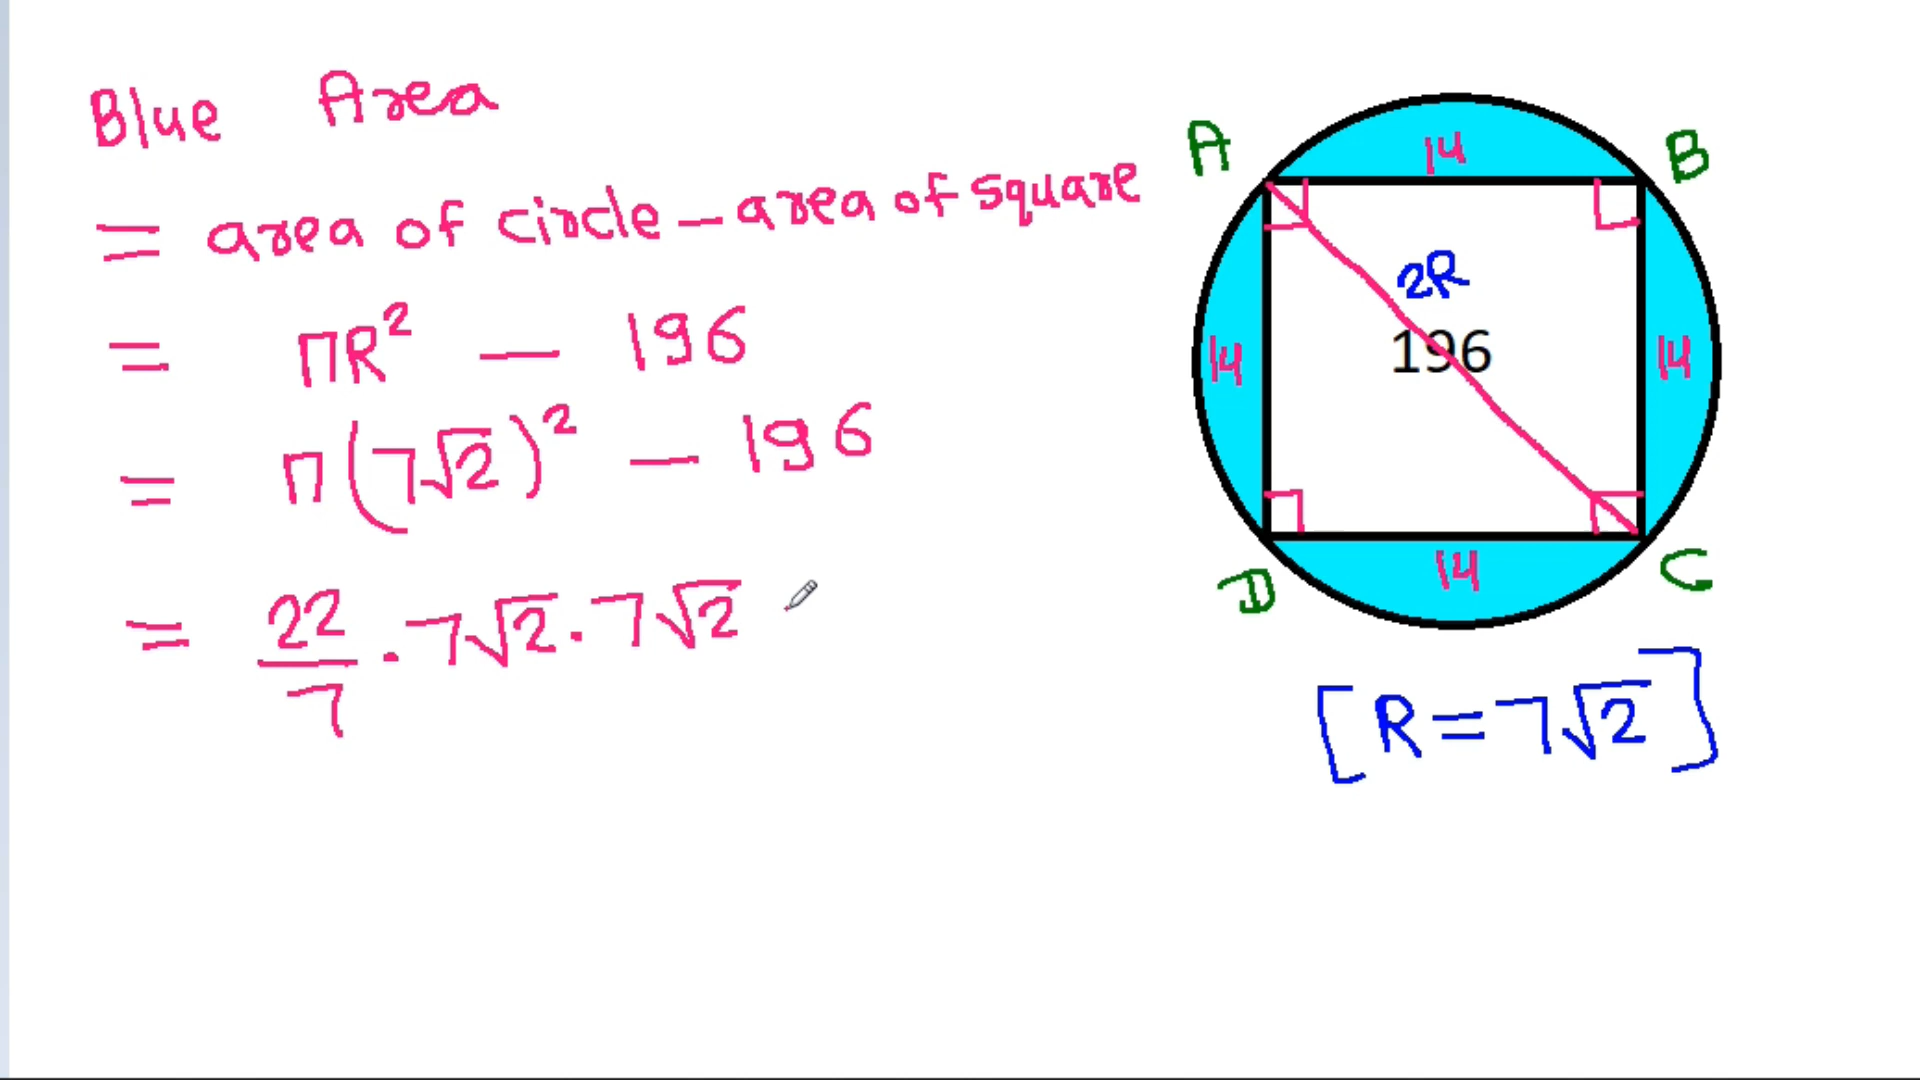 Blue Area
= area of circle – area of square
= πR² – 196
= π(7√2)² – 196
= 22/7 · 7√2 · 7√2
A
14
B
2R
14
196
14
D
14
C
[R = 7√2]